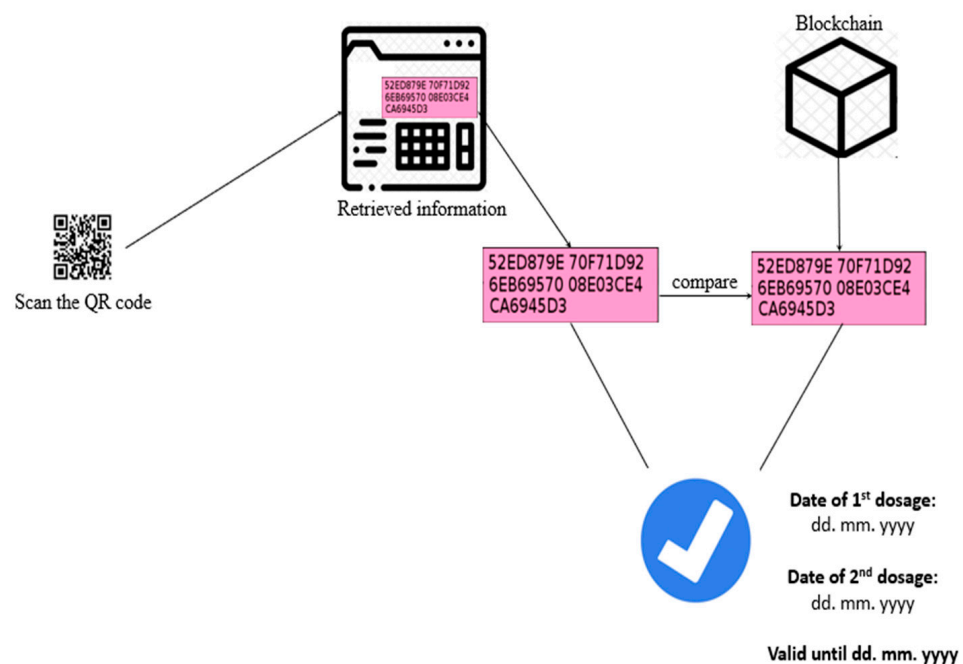 Blockchain
52ED879E 70F71D92
6EB69570 08E03CE4
CA6945D3
Retrieved information
Scan the QR code
52ED879E 70F71D92
6EB69570 08E03CE4
CA6945D3
compare
52ED879E 70F71D92
6EB69570 08E03CE4
CA6945D3
Date of 1st dosage:
dd. mm. yyyy
Date of 2nd dosage:
dd. mm. yyyy
Valid until dd. mm. yyyy